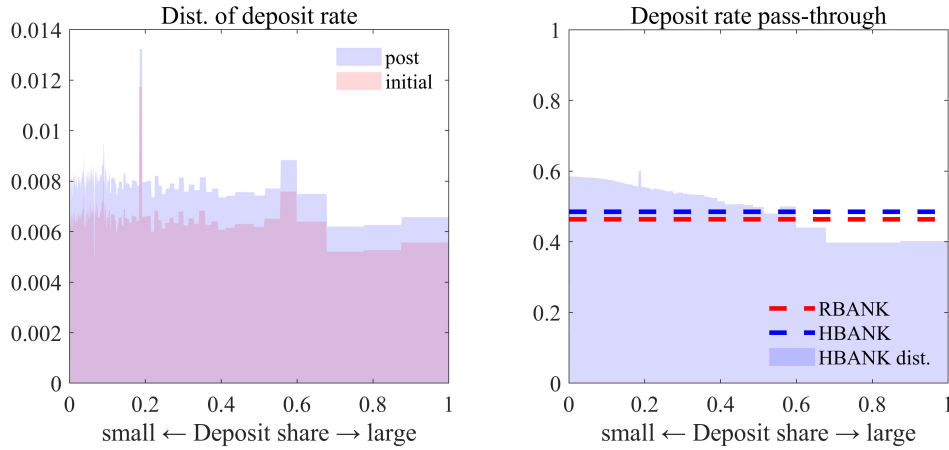 Dist. of deposit rate
0.014
0.012
0.01
0.008
0.006
0.004
0.002
0
post
initial
0 0.2 0.4 0.6 0.8 1
small ← Deposit share → large
Deposit rate pass-through
1
0.8
0.6
0.4
0.2
0
RBANK
HBANK
HBANK dist.
0 0.2 0.4 0.6 0.8 1
small ← Deposit share → large